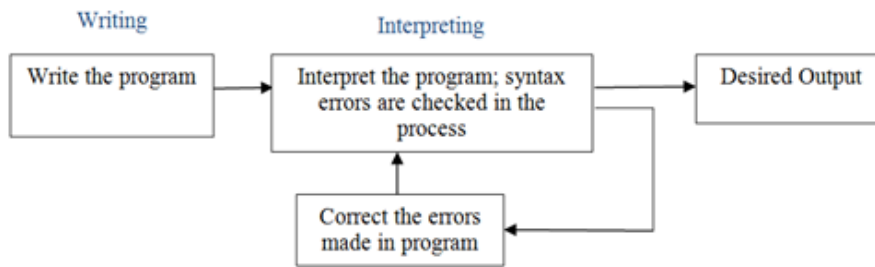 Writing
Interpreting
Write the program
Interpret the program; syntax
errors are checked in the
process
Desired Output
Correct the errors
made in program